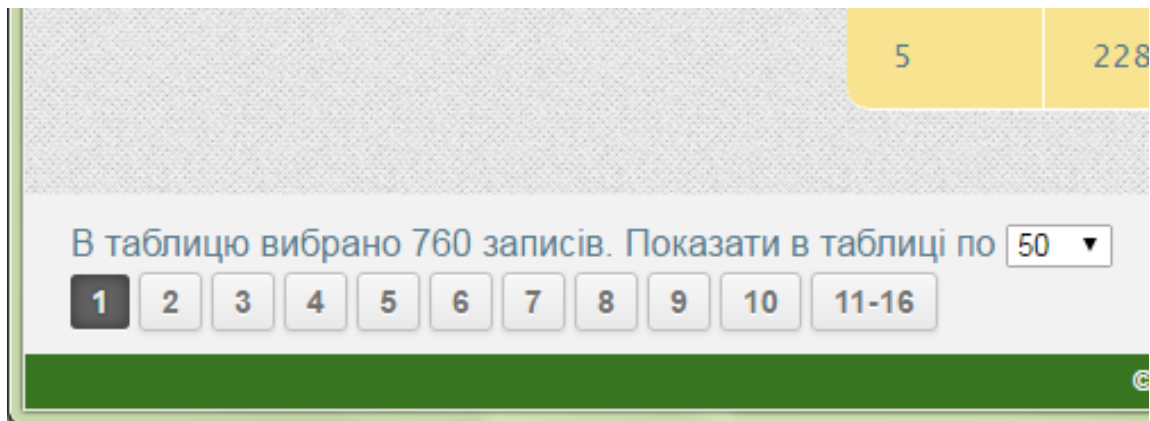 5 228
В таблицю вибрано 760 записів. Показати в таблиці по 50
1 2 3 4 5 6 7 8 9 10 11-16
©